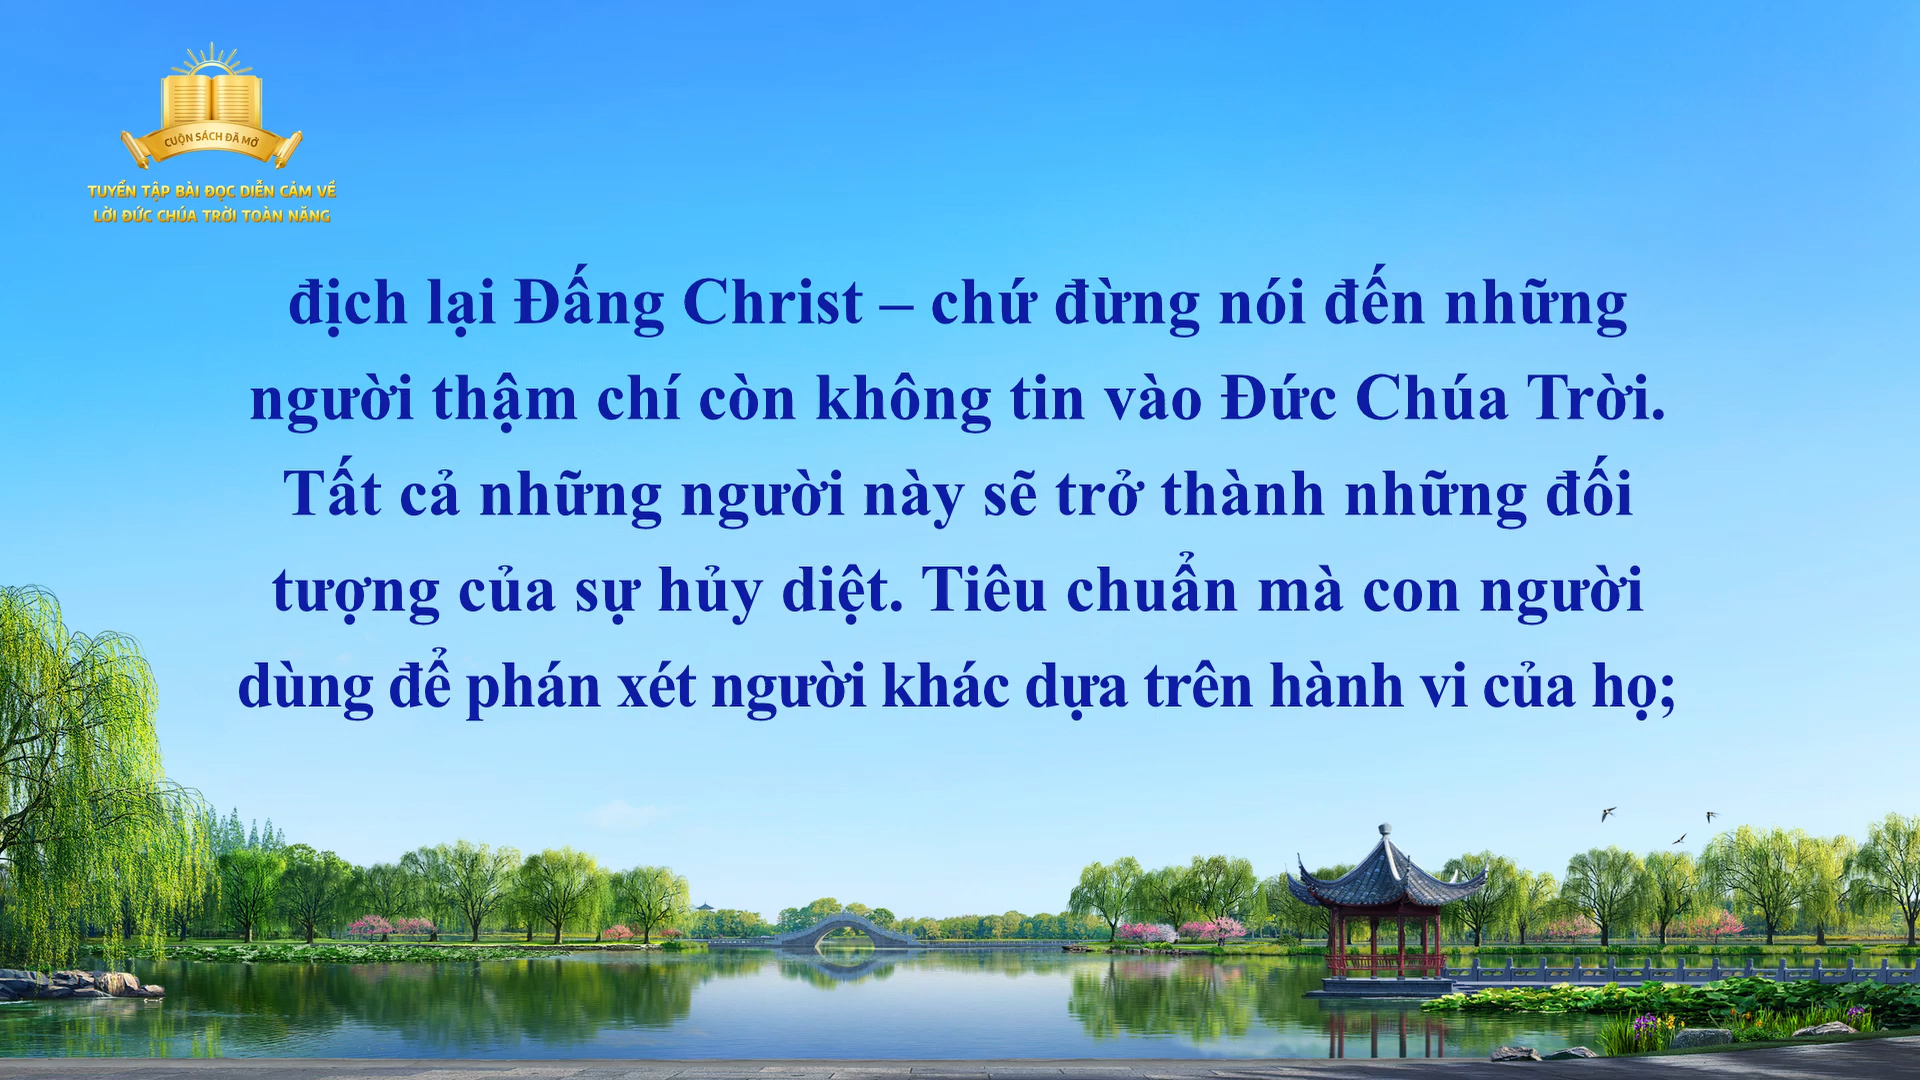 CUỘN SÁCH ĐÃ MỞ
TUYỂN TẬP BÀI ĐỌC DIỄN CẢM VỀ
LỜI ĐỨC CHÚA TRỜI TOÀN NĂNG
địch lại Đấng Christ – chứ đừng nói đến những
người thậm chí còn không tin vào Đức Chúa Trời.
Tất cả những người này sẽ trở thành những đối
tượng của sự hủy diệt. Tiêu chuẩn mà con người
dùng để phán xét người khác dựa trên hành vi của họ;